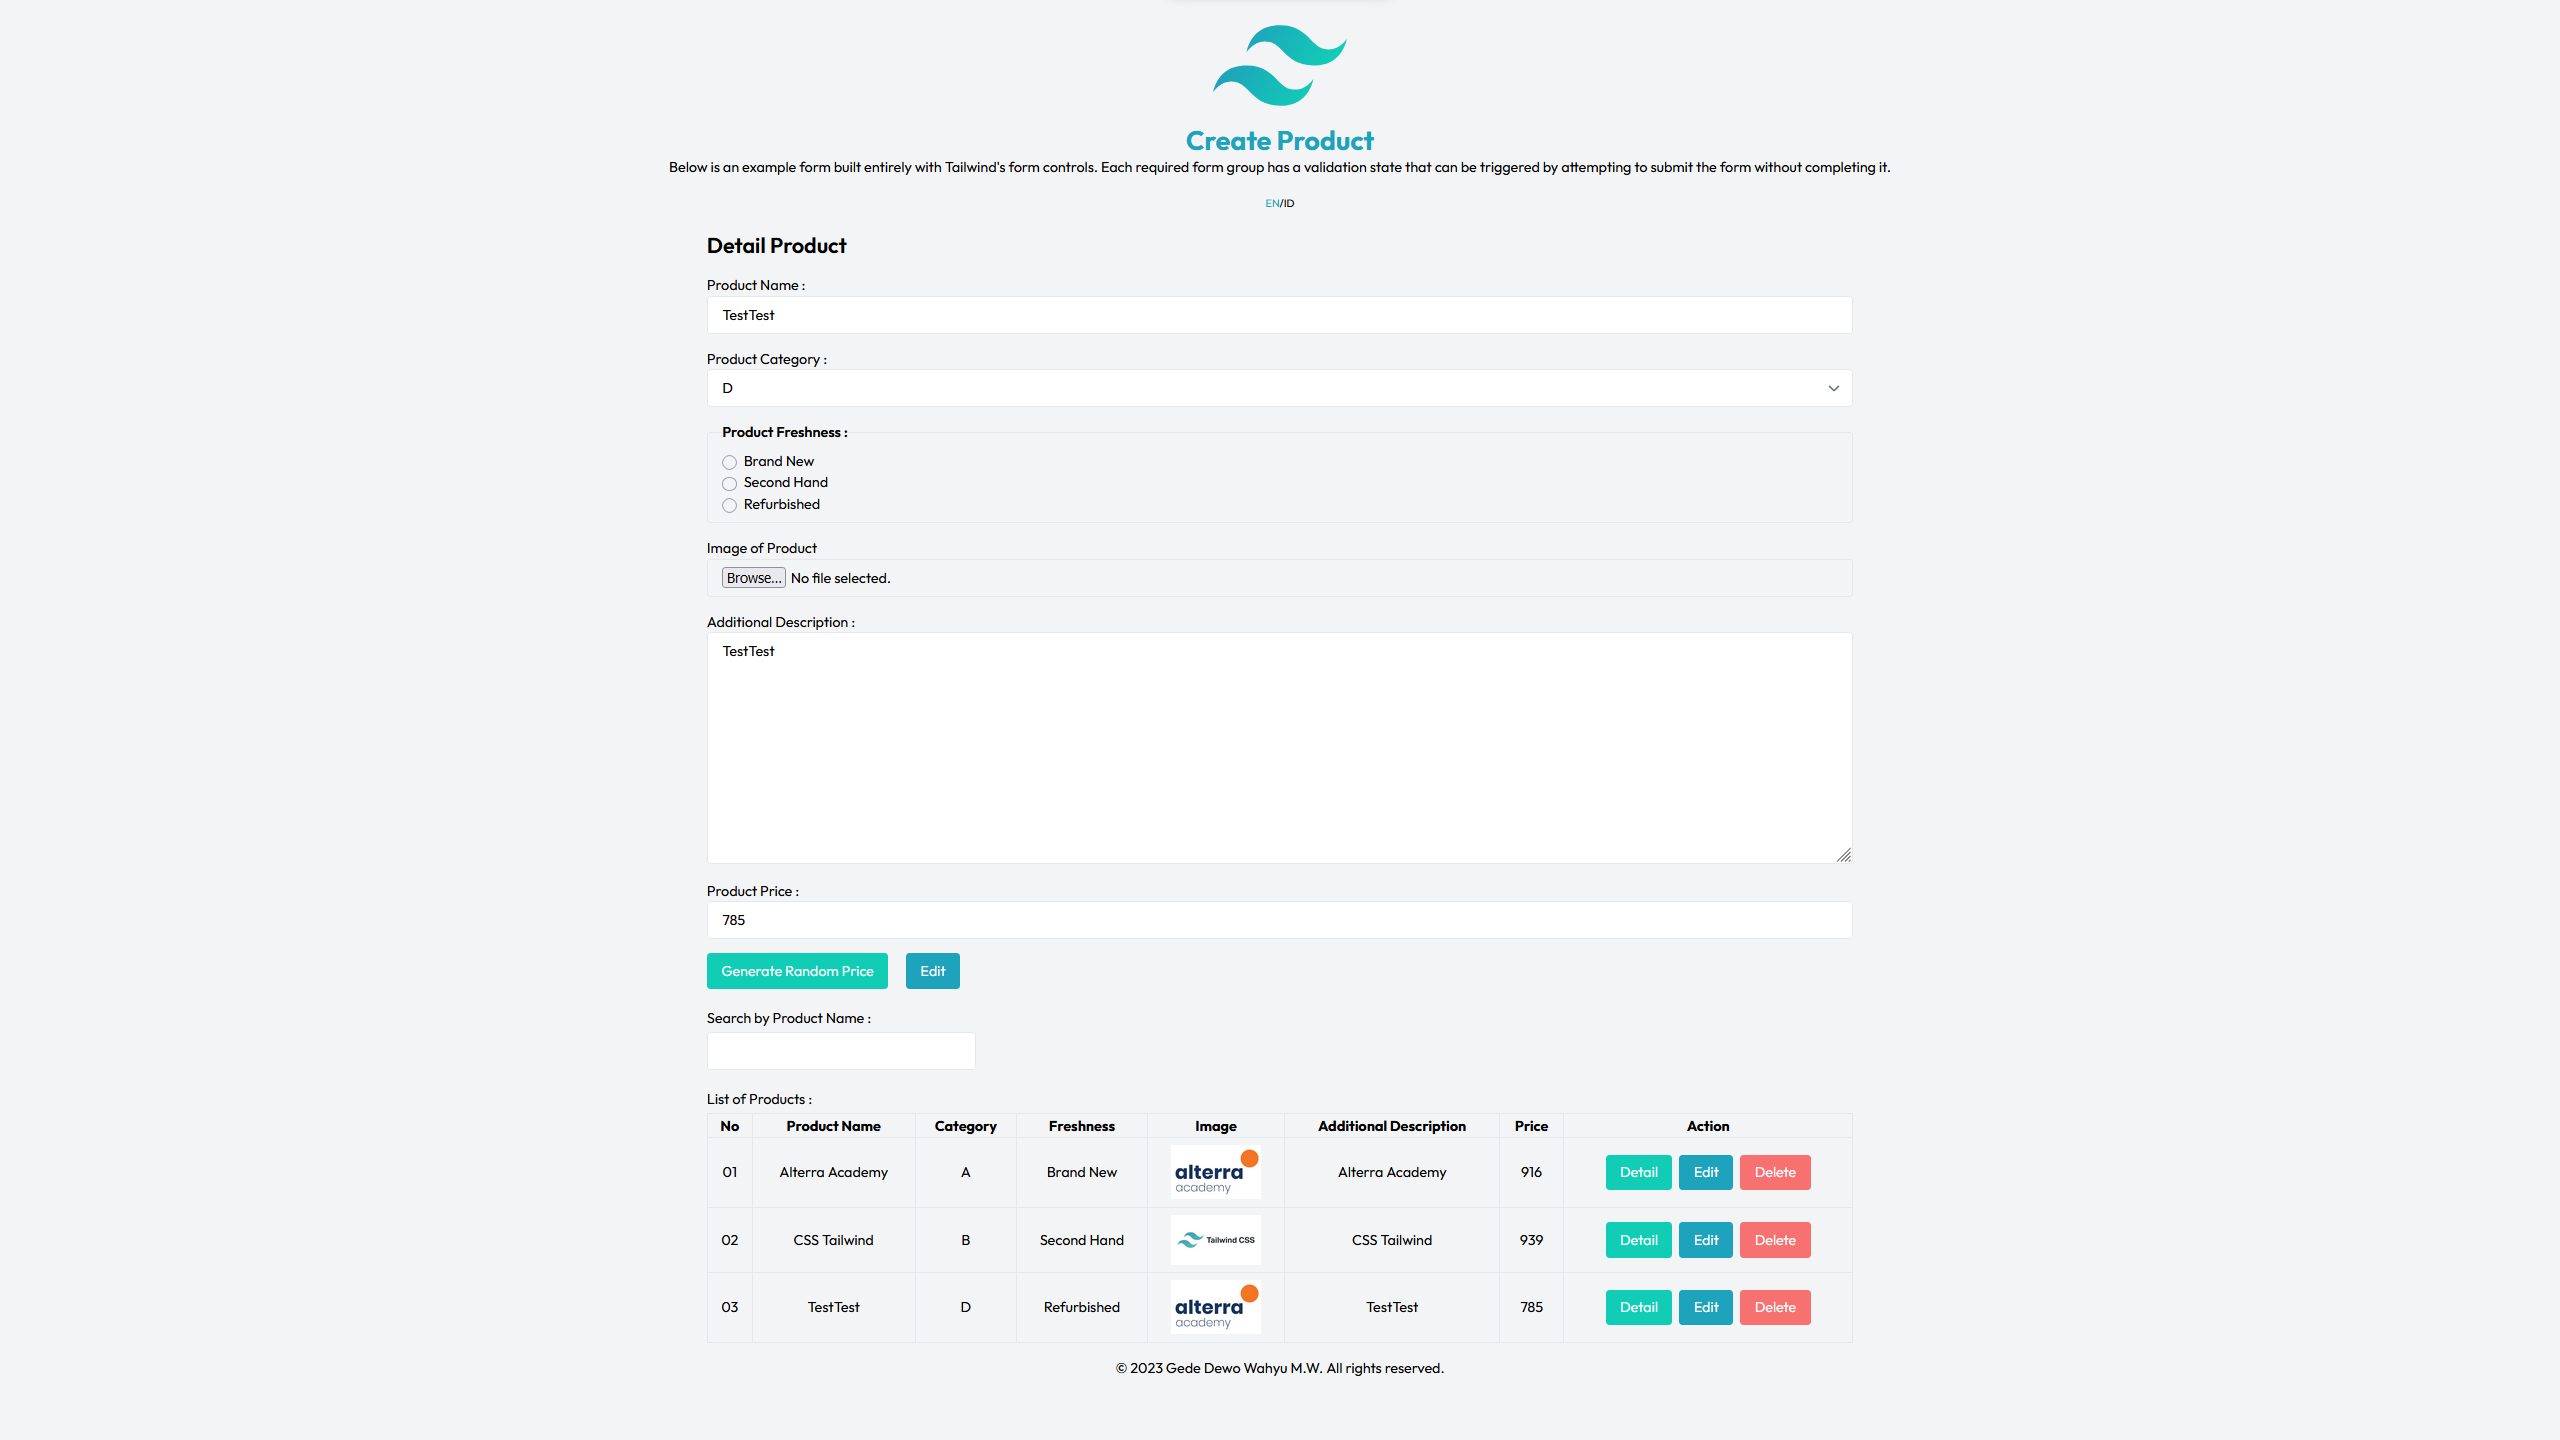 Create Product
Below is an example form built entirely with Tailwind's form controls. Each required form group has a validation state that can be triggered by attempting to submit the form without completing it.
EN/ID
Detail Product
Product Name :
TestTest
Product Category :
D
Product Freshness :
Brand New
Second Hand
Refurbished
Image of Product
Browse... No file selected.
Additional Description :
TestTest
Product Price :
785
Generate Random Price Edit
Search by Product Name :
List of Products :
No Product Name Category Freshness Image Additional Description Price Action
01 Alterra Academy A Brand New alterra academy Alterra Academy 916 Detail Edit Delete
02 CSS Tailwind B Second Hand Tailwind CSS CSS Tailwind 939 Detail Edit Delete
03 TestTest D Refurbished alterra academy TestTest 785 Detail Edit Delete
© 2023 Gede Dewo Wahyu M.W. All rights reserved.